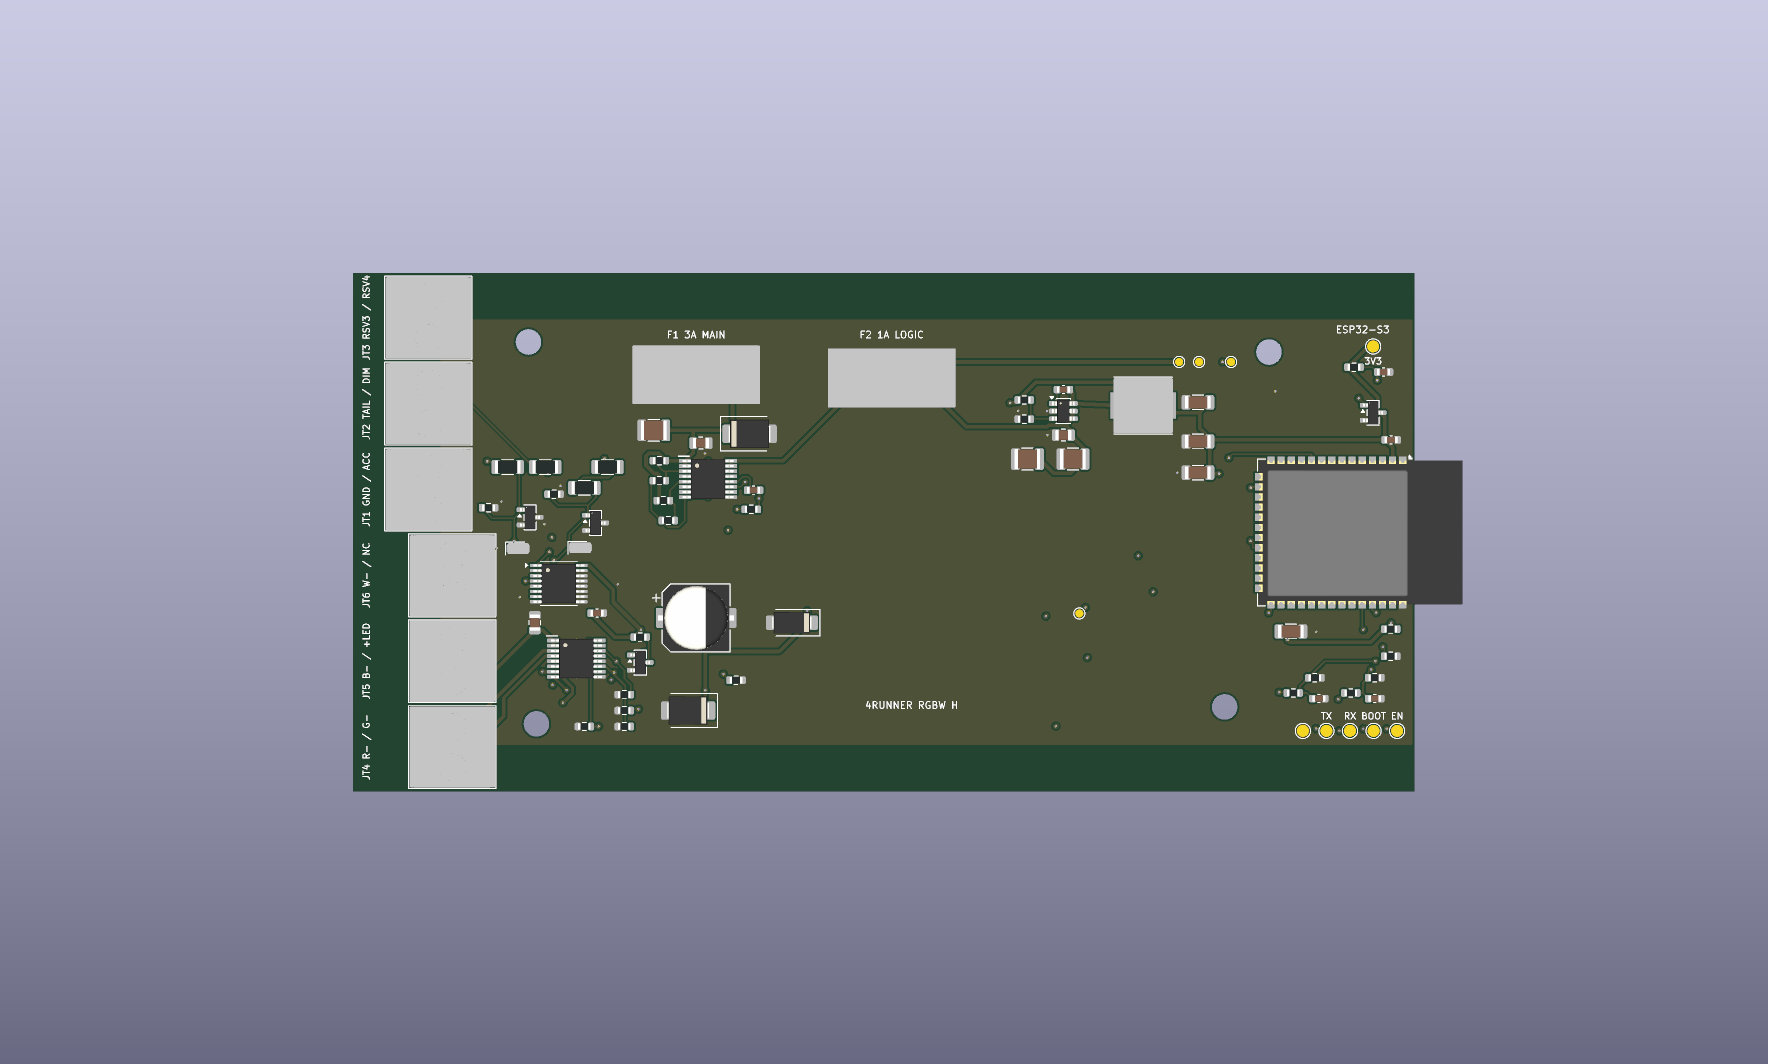 JT3 RSV3 / RSV4
JT2 TAIL / DIM
JT1 GND / ACC
JT6 W- / NC
JT5 B- / +LED
JT4 R- / G-
F1 3A MAIN
F2 1A LOGIC
ESP32-S3
3V3
+
4RUNNER RGBW H
TX RX BOOT EN